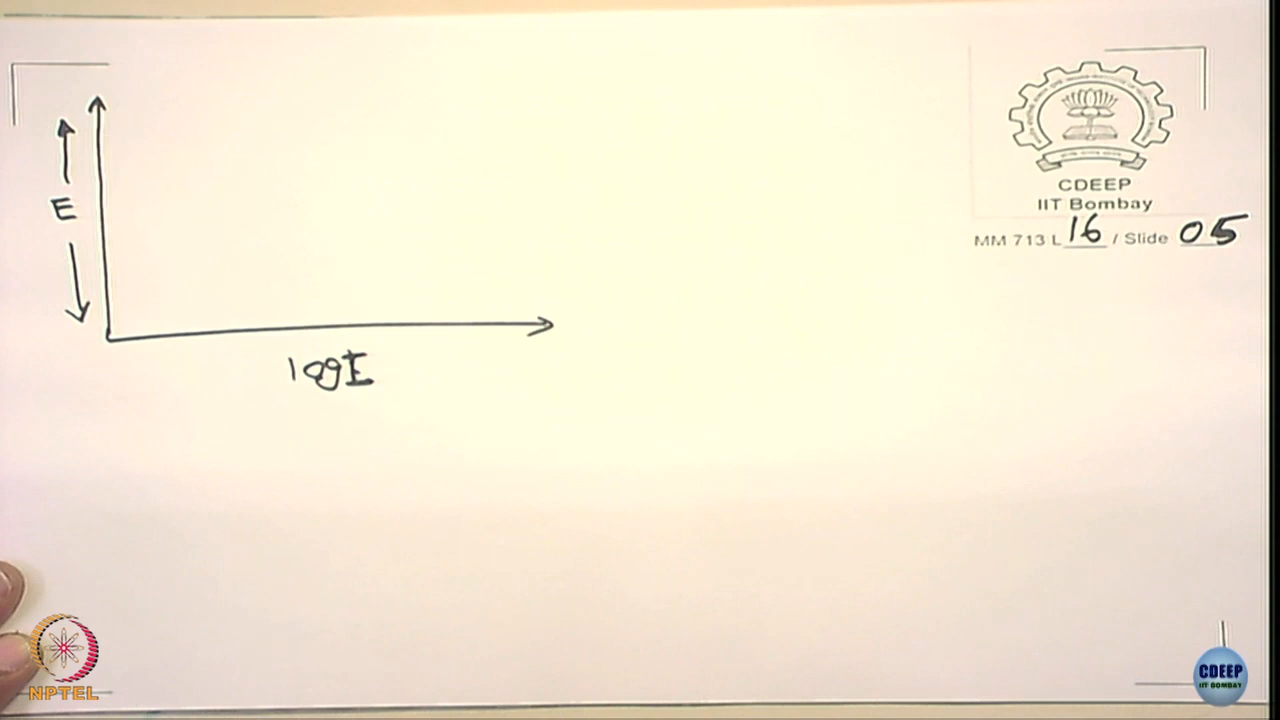 E
log I
CDEEP
IIT Bombay
MM 713 L 16 / Slide 05
NPTEL
CDEEP
IIT BOMBAY